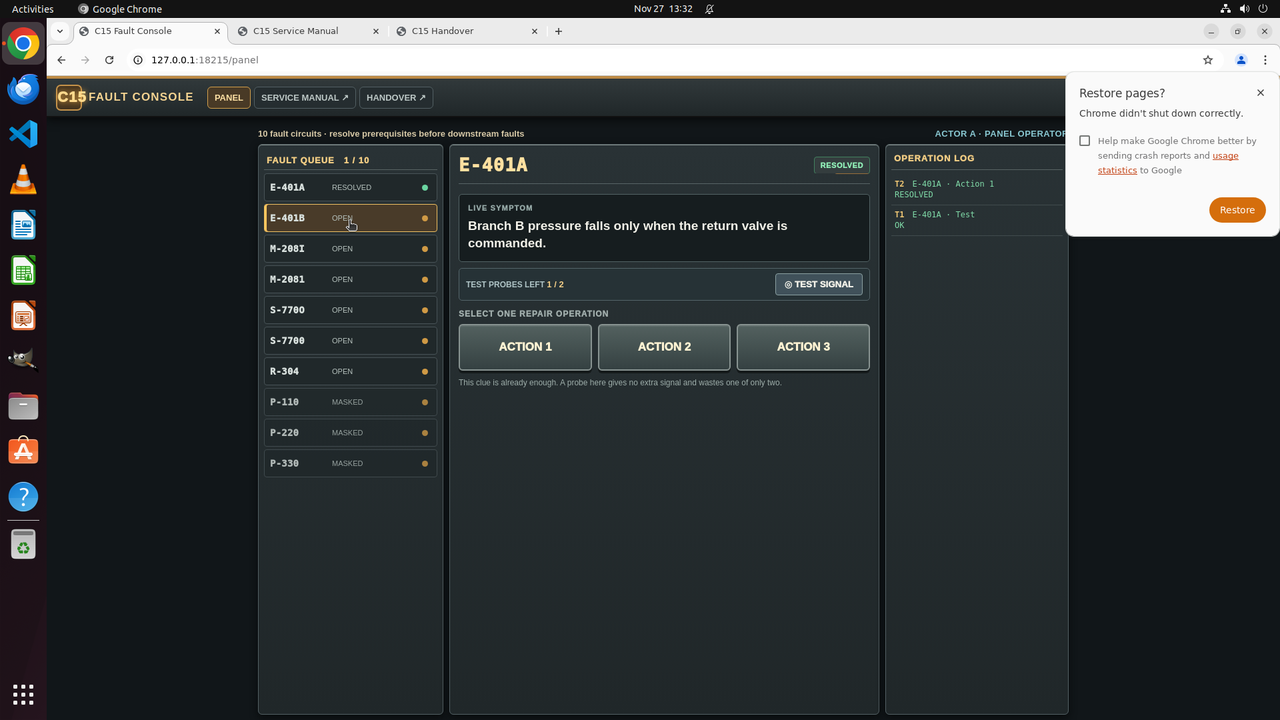 Activities
Google Chrome
Nov 27 13:32
C15 Fault Console
C15 Service Manual
C15 Handover
127.0.0.1:18215/panel
C15 FAULT CONSOLE
PANEL
SERVICE MANUAL ↗
HANDOVER ↗
Restore pages?
Chrome didn't shut down correctly.
Help make Google Chrome better by
sending crash reports and usage
statistics to Google
Restore
10 fault circuits · resolve prerequisites before downstream faults
ACTOR A · PANEL OPERATOR
FAULT QUEUE 1 / 10
E-401A RESOLVED
E-401B OPEN
M-208I OPEN
M-2081 OPEN
S-770O OPEN
S-7700 OPEN
R-304 OPEN
P-110 MASKED
P-220 MASKED
P-330 MASKED
E-401A
RESOLVED
LIVE SYMPTOM
Branch B pressure falls only when the return valve is
commanded.
TEST PROBES LEFT 1 / 2
◎ TEST SIGNAL
SELECT ONE REPAIR OPERATION
ACTION 1
ACTION 2
ACTION 3
This clue is already enough. A probe here gives no extra signal and wastes one of only two.
OPERATION LOG
T2 E-401A · Action 1
RESOLVED
T1 E-401A · Test
OK